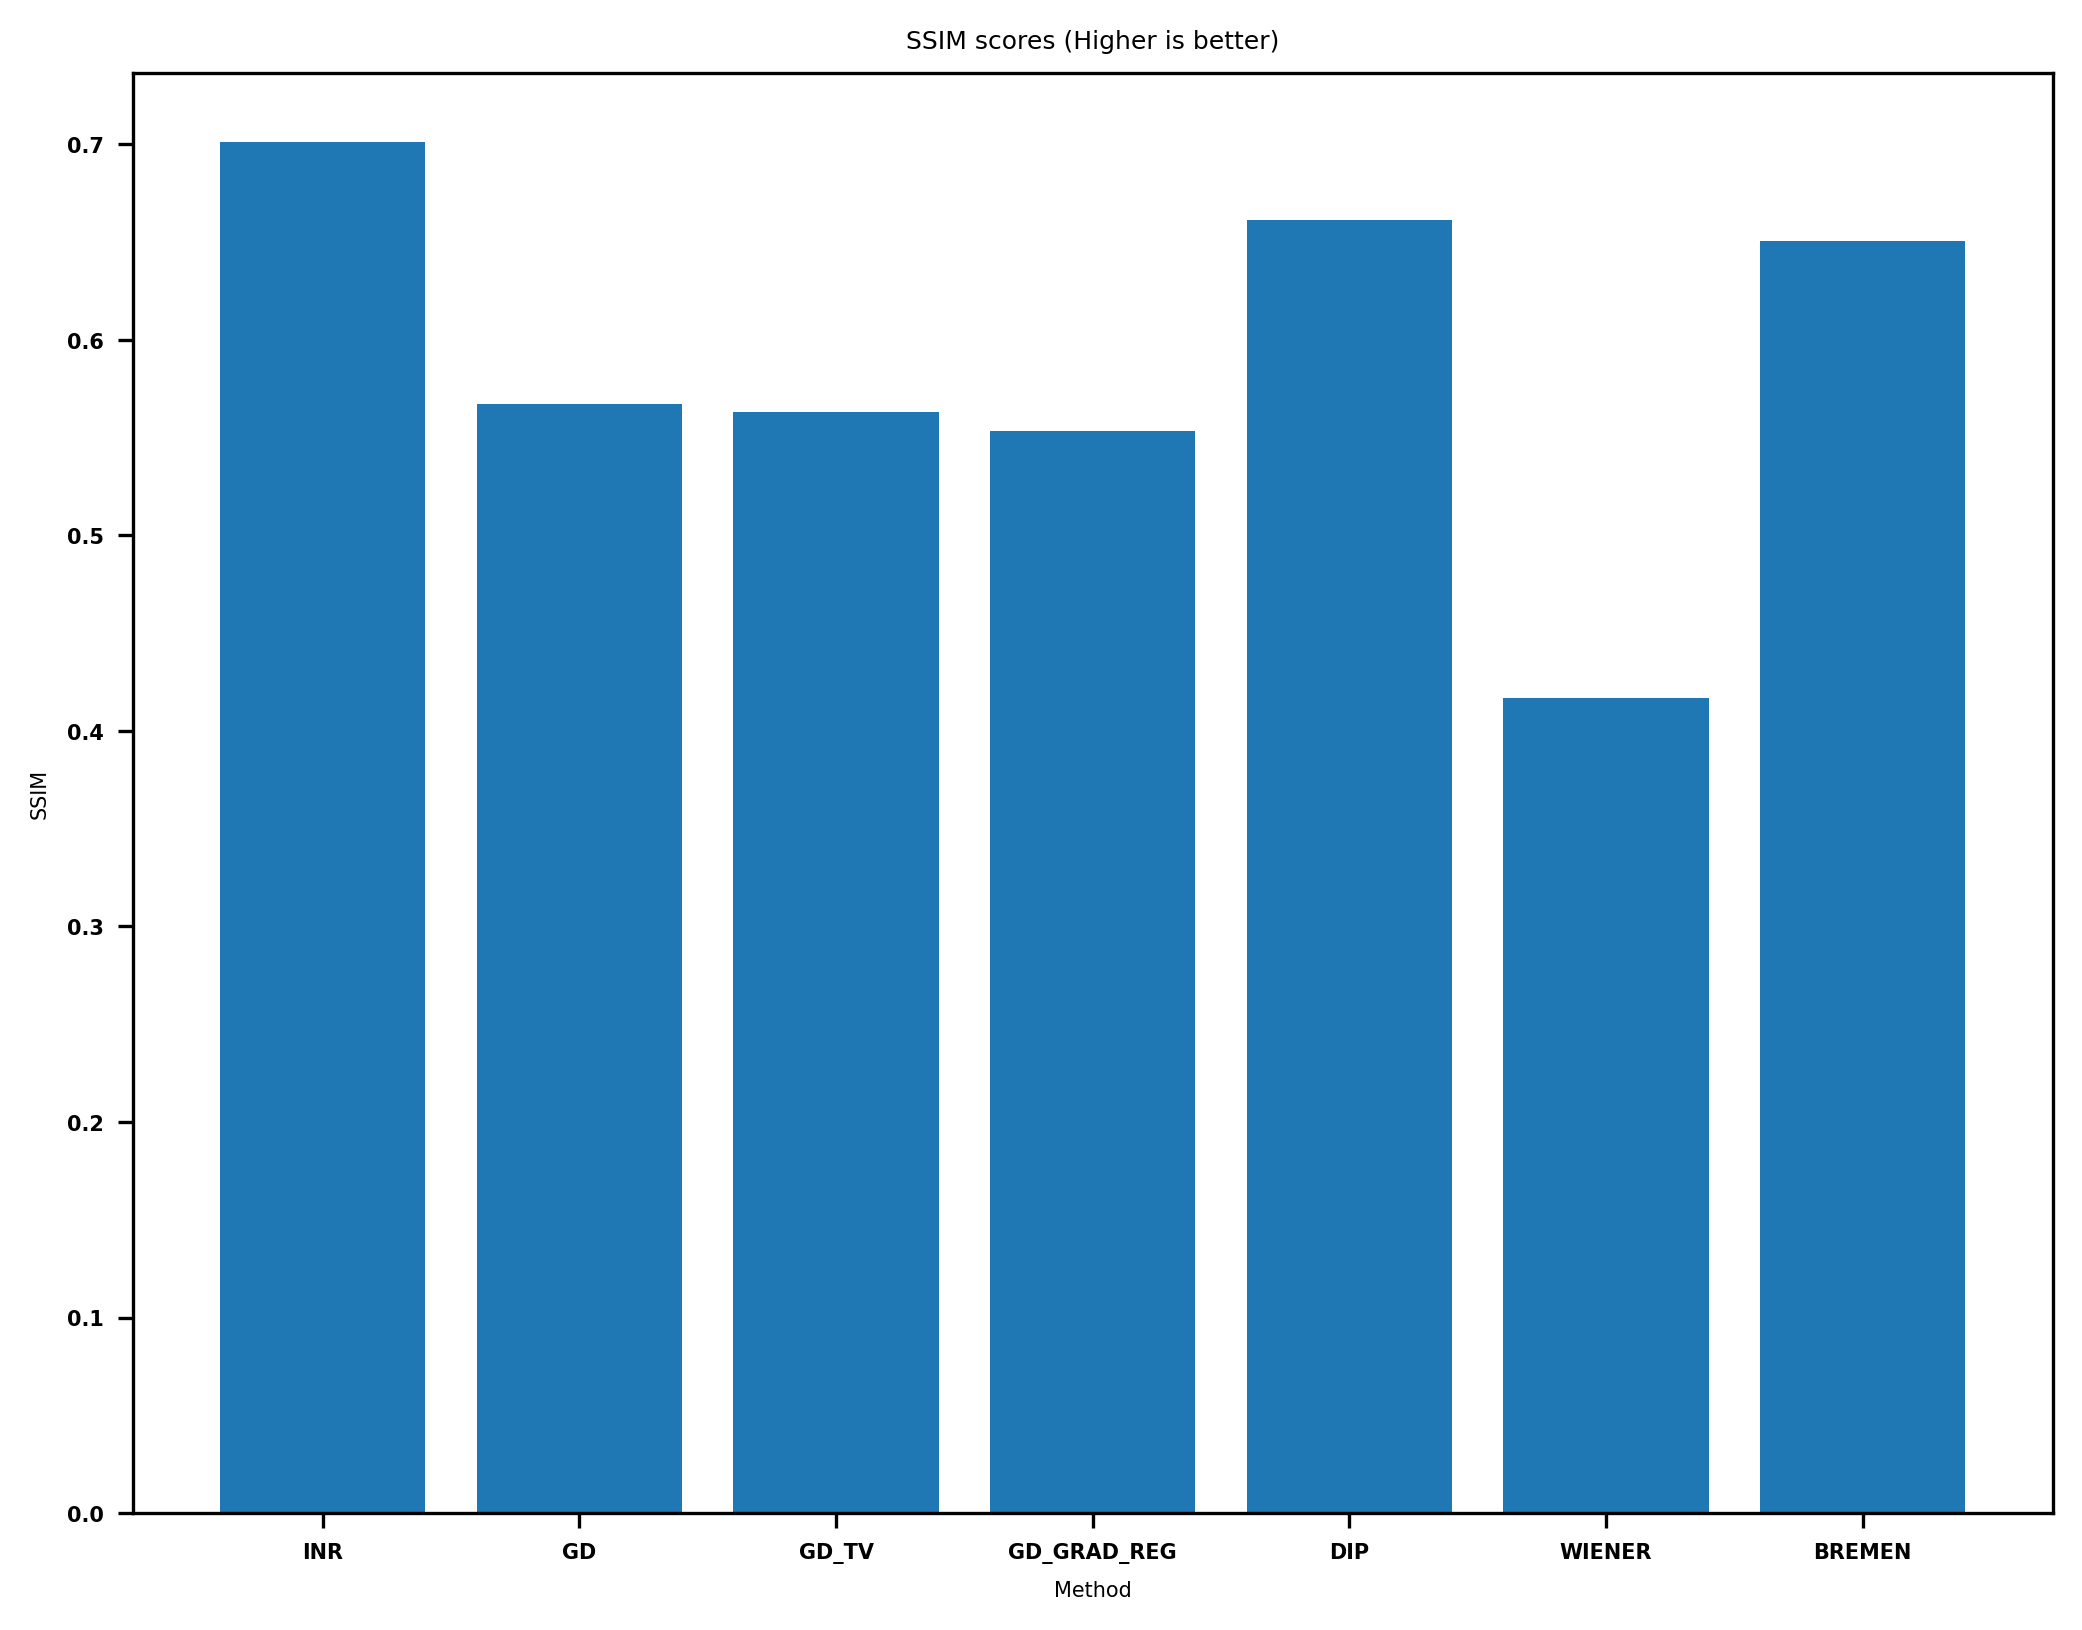 SSIM scores (Higher is better)
0.7
0.6
0.5
0.4
0.3
0.2
0.1
0.0
SSIM
INR GD GD_TV GD_GRAD_REG DIP WIENER BREMEN
Method